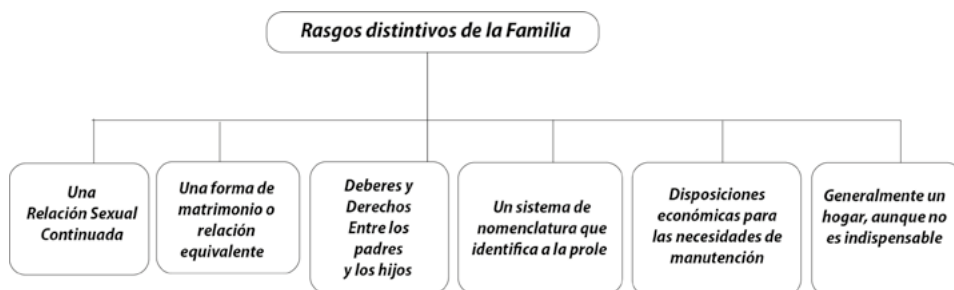 Rasgos distintivos de la Familia
Una
Relación Sexual
Continuada
Una forma de
matrimonio o
relación
equivalente
Deberes y
Derechos
Entre los
padres
y los hijos
Un sistema de
nomenclatura que
identifica a la prole
Disposiciones
económicas para
las necesidades de
manutención
Generalmente un
hogar, aunque no
es indispensable